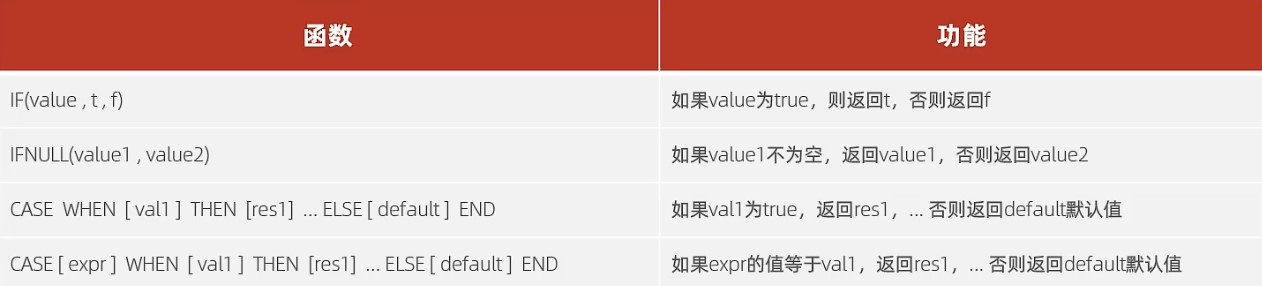 函数 功能
IF(value , t , f) 如果value为true，则返回t，否则返回f
IFNULL(value1 , value2) 如果value1不为空，返回value1，否则返回value2
CASE WHEN [ val1 ] THEN [res1] ... ELSE [ default ] END 如果val1为true，返回res1，... 否则返回default默认值
CASE [ expr ] WHEN [ val1 ] THEN [res1] ... ELSE [ default ] END 如果expr的值等于val1，返回res1，... 否则返回default默认值